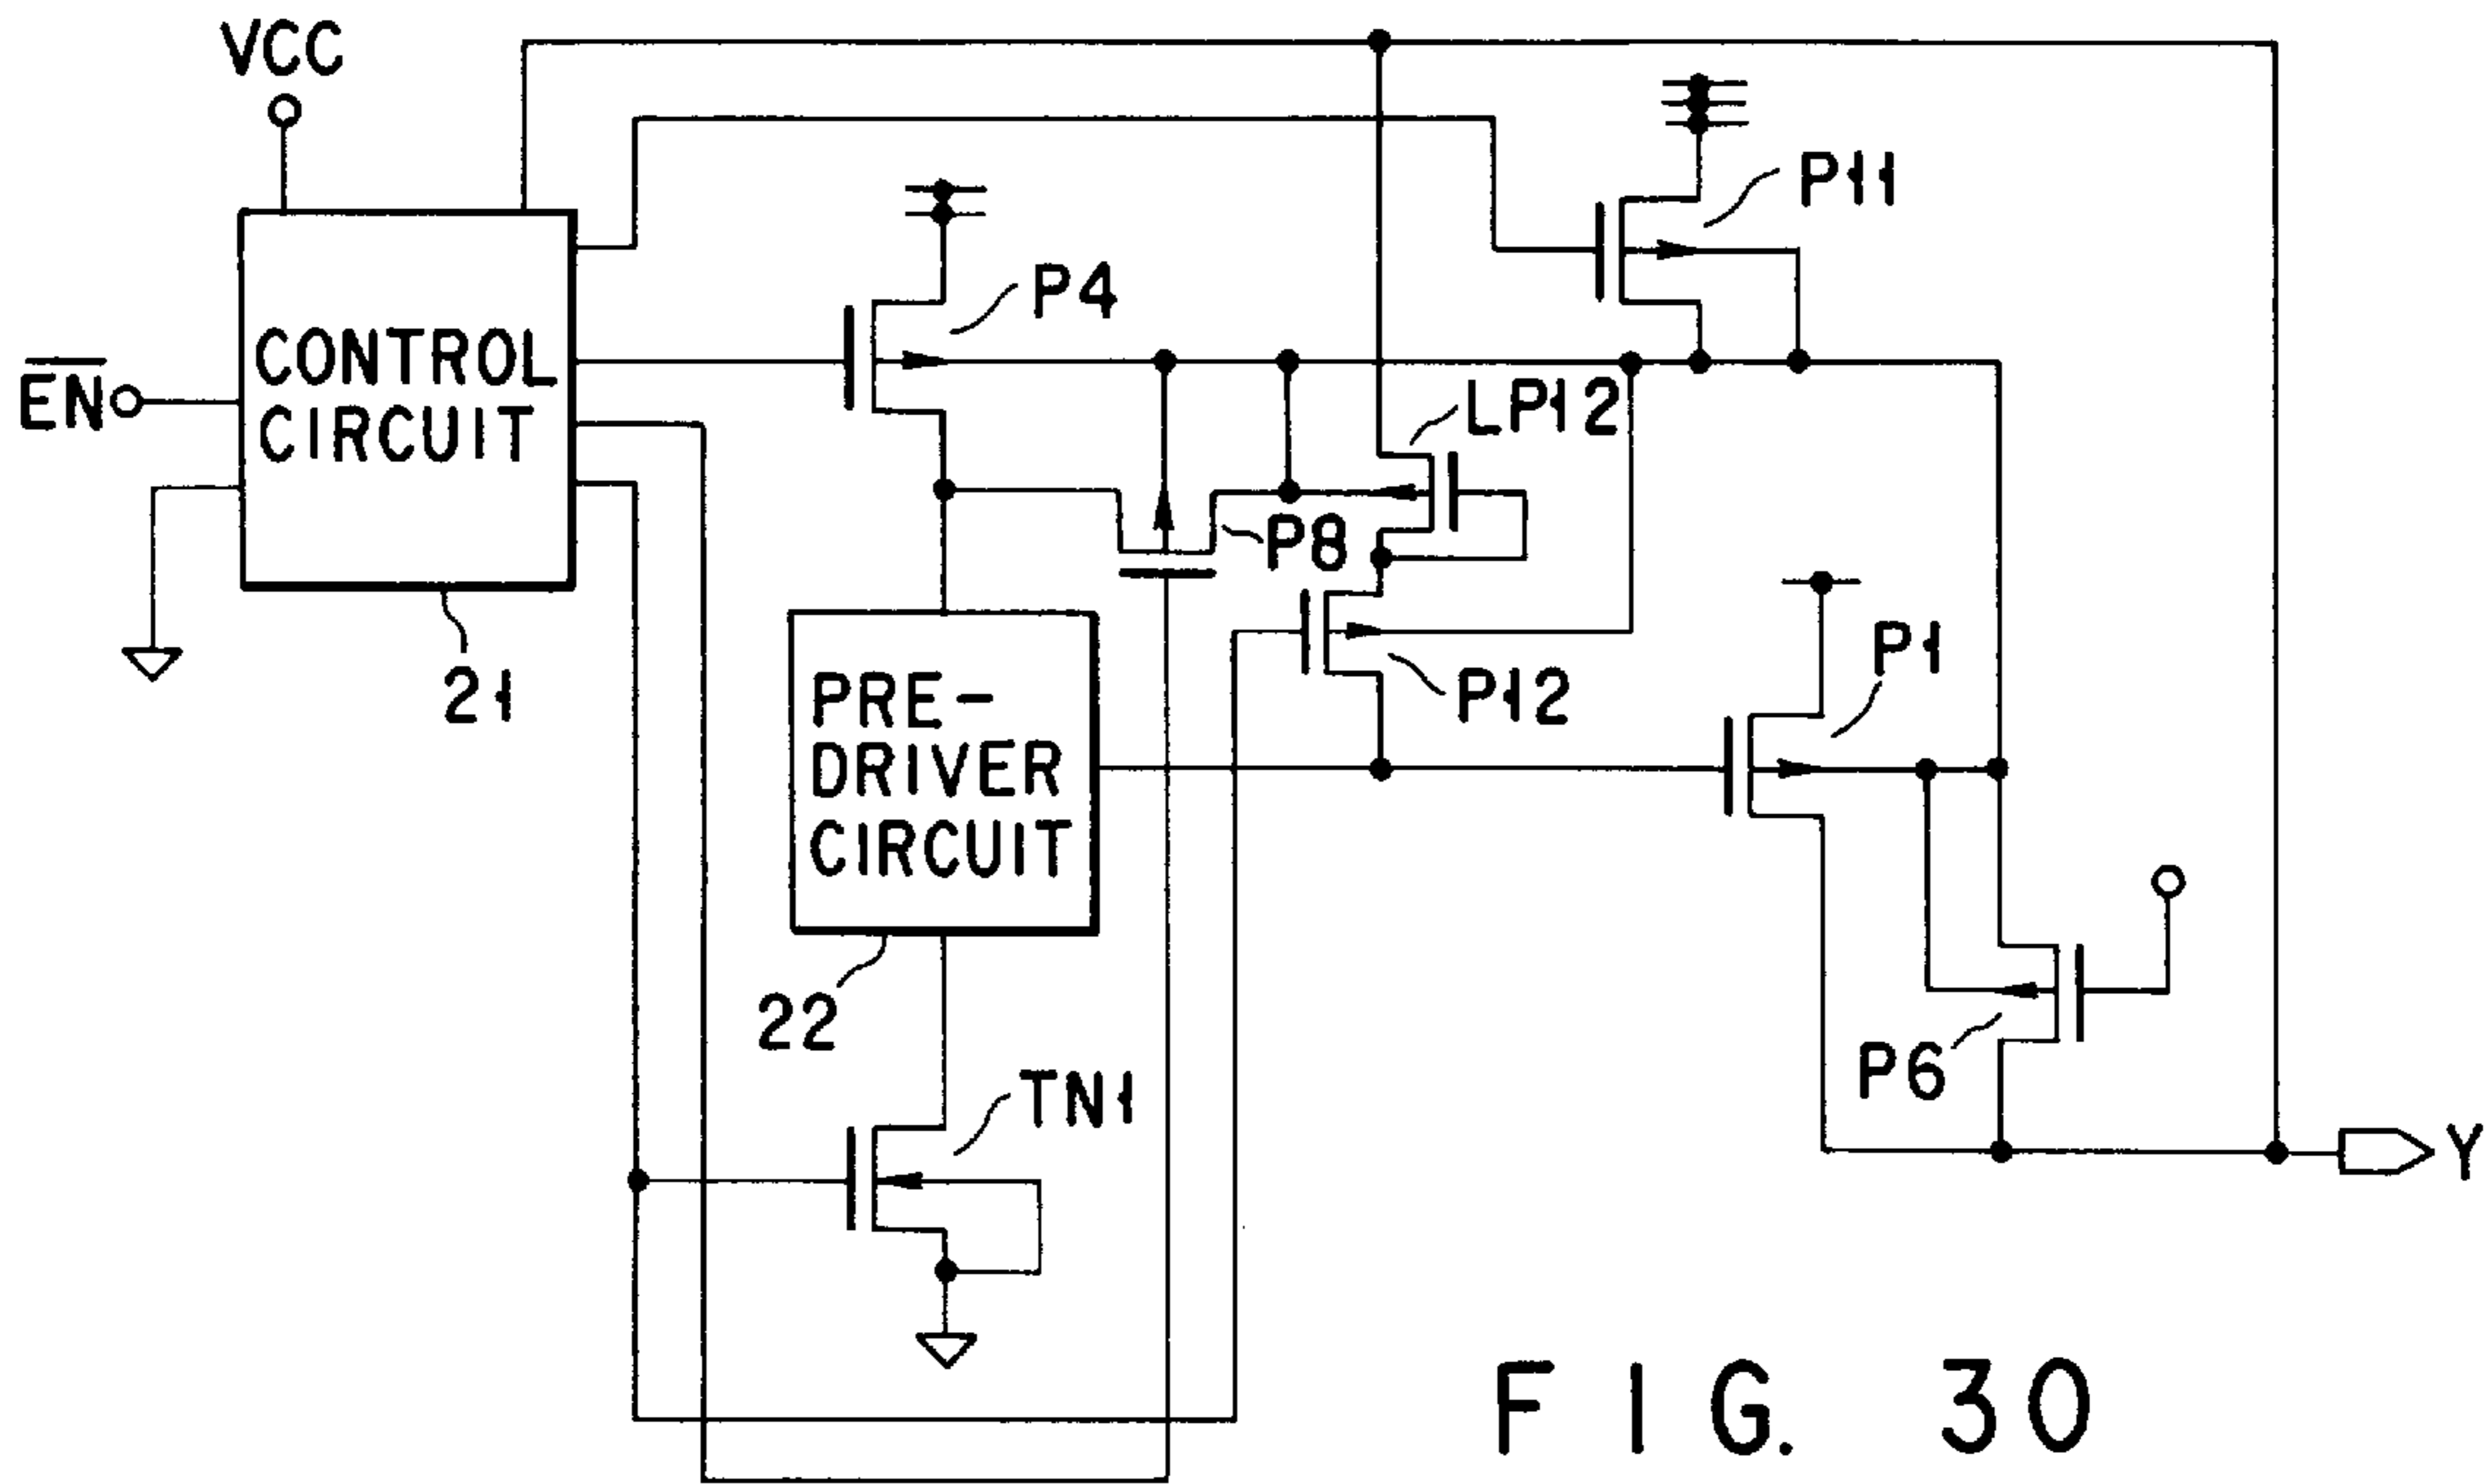 VCC
P11
P4
EN
CONTROL
CIRCUIT
LP12
P8
21
P12
P1
PRE-
DRIVER
CIRCUIT
22
P6
TN1
Y
FIG. 30